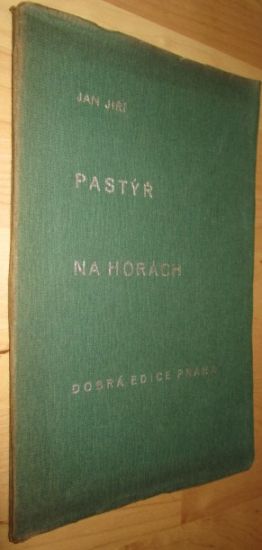 JAN JIŘÍ
PASTÝŘ
NA HORÁCH
DOBRÁ EDICE PRAHA